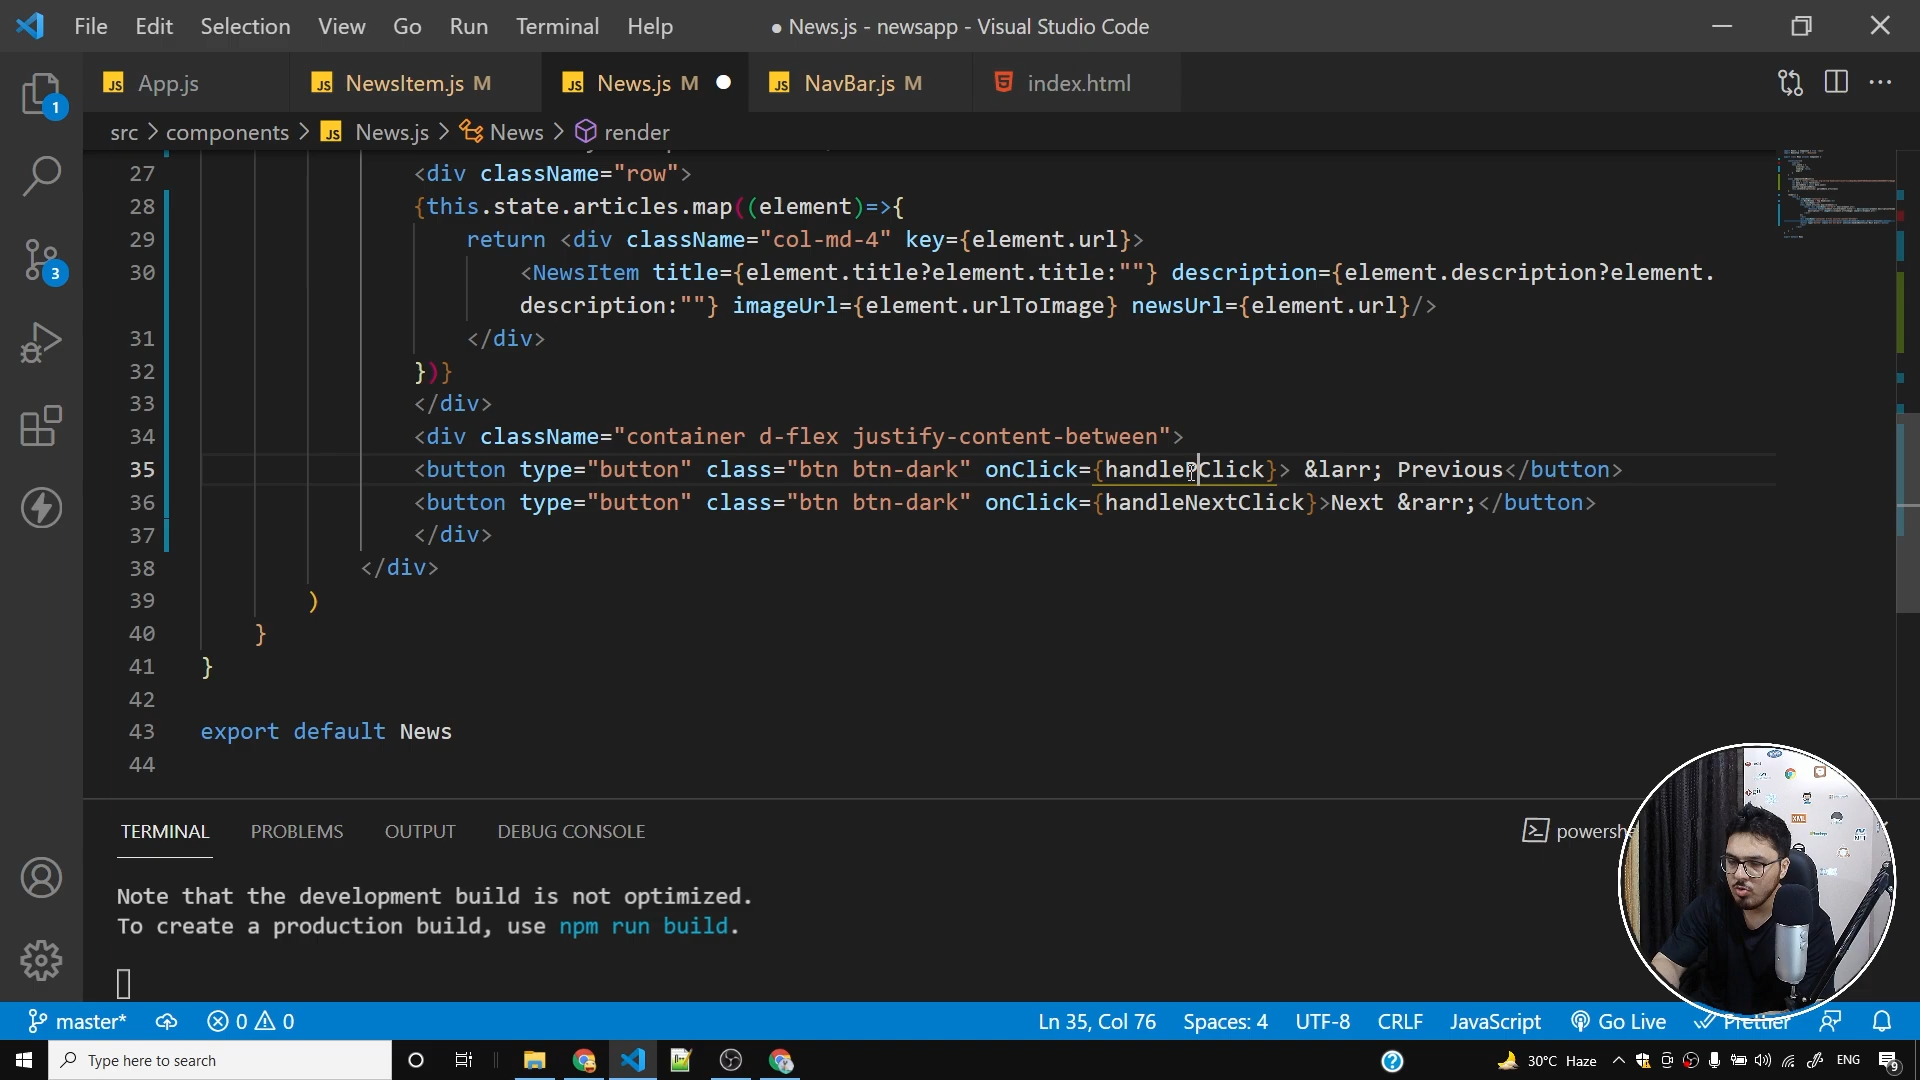 File Edit Selection View Go Run Terminal Help ● News.js - newsapp - Visual Studio Code
JS App.js JS NewsItem.js M JS News.js M JS NavBar.js M index.html
src > components > JS News.js > News > render
27 <div className="row">
28 {this.state.articles.map((element)=>{
29 return <div className="col-md-4" key={element.url}>
30 <NewsItem title={element.title?element.title:""} description={element.description?element.
description:""} imageUrl={element.urlToImage} newsUrl={element.url}/>
31 </div>
32 })}
33 </div>
34 <div className="container d-flex justify-content-between">
35 <button type="button" class="btn btn-dark" onClick={handlePClick}> &larr; Previous</button>
36 <button type="button" class="btn btn-dark" onClick={handleNextClick}>Next &rarr;</button>
37 </div>
38 </div>
39 )
40 }
41 }
42
43 export default News
44
TERMINAL PROBLEMS OUTPUT DEBUG CONSOLE
Note that the development build is not optimized.
To create a production build, use npm run build.
master* 0 0 Ln 35, Col 76 Spaces: 4 UTF-8 CRLF JavaScript Go Live Prettier
Type here to search 30°C Haze ENG 9